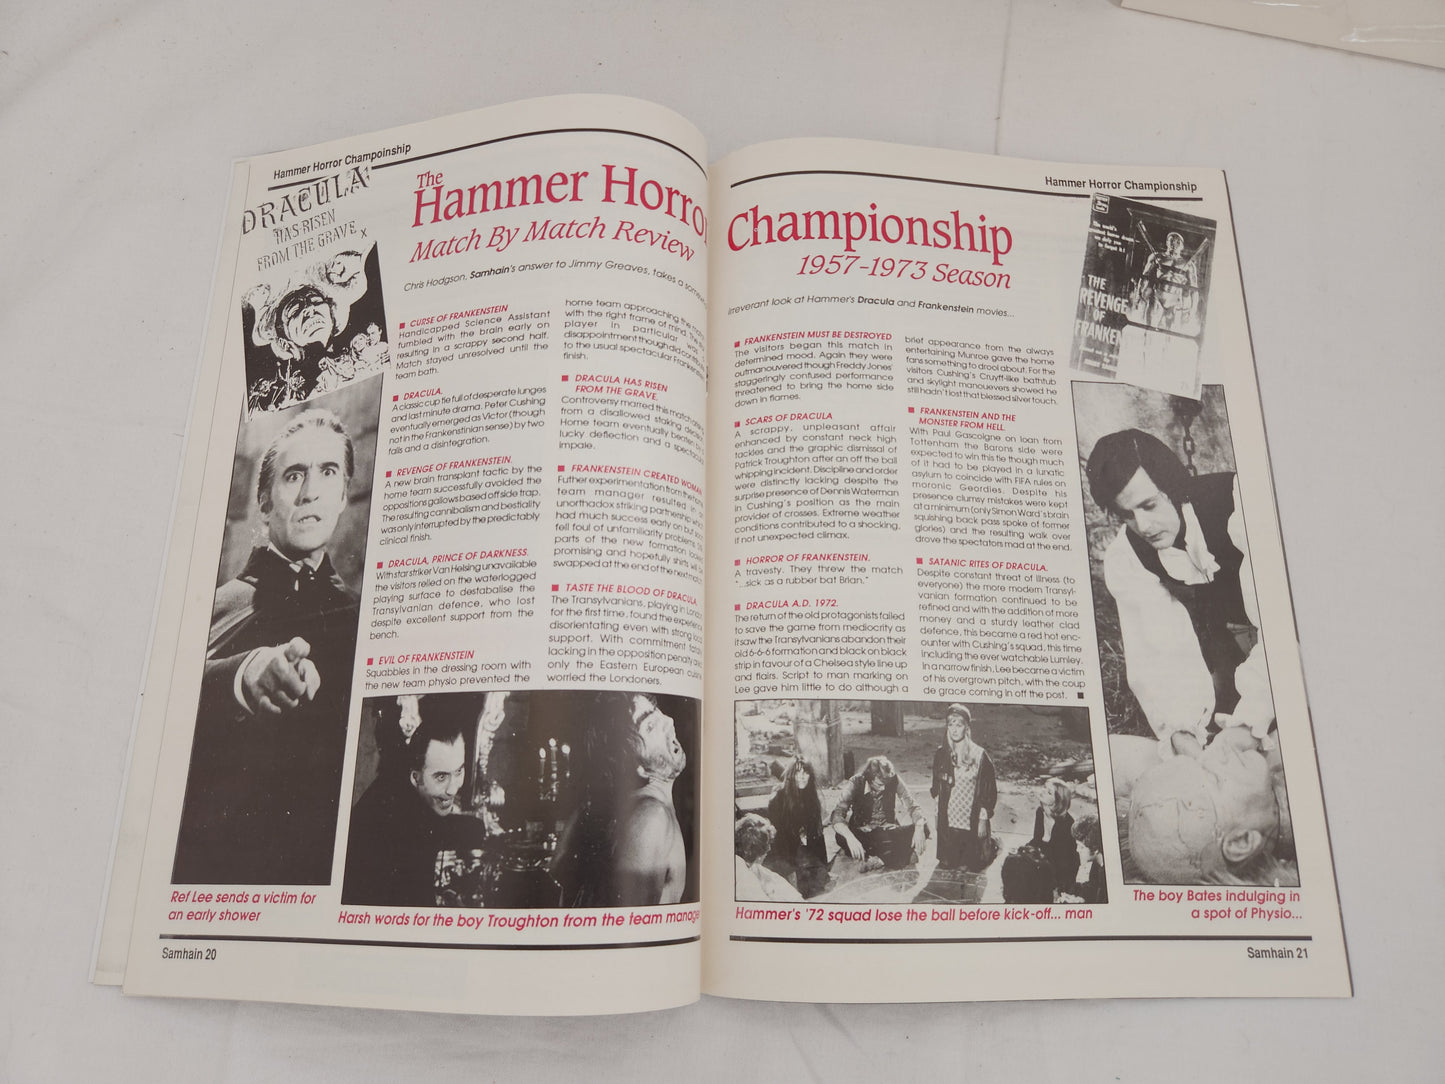 Hammer Horror Champoinship
DRACULA
HAS RISEN
FROM THE GRAVE
The
Hammer Horror
Match By Match Review
Chris Hodgson, Samhain's answer to Jimmy Greaves, takes a
CURSE OF FRANKENSTEIN
Handicapped Science Assistant
fumbled with the brain early on
resulting in a scrappy second half.
Match stayed unresolved until the
team bath.
DRACULA.
A classic cup tie full of desperate lunges
and last minute drama. Peter Cushing
eventually emerged as Victor (though
not in the Frankenstinian sense) by two
falls and a disintegration.
REVENGE OF FRANKENSTEIN.
A new brain transplant tactic by the
home team successfully avoided the
oppositions gallows based off side trap.
The resulting cannibalism and bestiality
was only interrupted by the predictably
clinical finish.
DRACULA, PRINCE OF DARKNESS.
With star striker Van Helsing unavailable
the visitors relied on the waterlogged
playing surface to destabalise the
Transylvanian defence, who lost
despite excellent support from the
bench.
EVIL OF FRANKENSTEIN
Squabbles in the dressing room with
the new team physio prevented the
home team approaching the
with the right frame of mind. The
player in particular was
disappointment though did
to the usual spectacular Frankenstein
finish.
DRACULA HAS RISEN
FROM THE GRAVE.
Controversy marred this match
from a disallowed staking
Home team eventually beaten
lucky deflection and a spectacular
impale.
FRANKENSTEIN CREATED WOMAN
Futher experimentation from the home
team manager resulted in
unorthodox striking partnership which
had much success early on but
fell foul of unfamiliarity problems
parts of the new formation looked
promising and hopefully shirts will
swapped at the end of the next match
TASTE THE BLOOD OF DRACULA.
The Transylvanians, playing in London
for the first time, found the experience
disorientating even with strong local
support. With commitment
lacking in the opposition penalty
only the Eastern European
worried the Londoners.
Ref Lee sends a victim for
an early shower
Harsh words for the boy Troughton from the team manager
Samhain 20
Hammer Horror Championship
Championship
1957-1973 Season
irreverant look at Hammer's Dracula and Frankenstein movies...
THE
REVENGE
OF
FRANKEN
FRANKENSTEIN MUST BE DESTROYED
The visitors began this match in
determined mood. Again they were
outmanouvered though Freddy Jones'
staggeringly confused performance
threatened to bring the home side
down in flames.
SCARS OF DRACULA
A scrappy, unpleasant affair
enhanced by constant neck high
tackles and the graphic dismissal of
Patrick Troughton after an off the ball
whipping incident. Discipline and order
were distinctly lacking despite the
surprise presence of Dennis Waterman
in Cushing's position as the main
provider of crosses. Extreme weather
conditions contributed to a shocking,
if not unexpected climax.
HORROR OF FRANKENSTEIN.
A travesty. They threw the match
"...sick as a rubber bat Brian."
DRACULA A.D. 1972.
The return of the old protagonists failed
to save the game from mediocrity as
it saw the Transylvanians abandon their
old 6-6-6 formation and black on black
strip in favour of a Chelsea style line up
and flairs. Script to man marking on
Lee gave him little to do although a
brief appearance from the always
entertaining Munroe gave the home
fans something to drool about. For the
visitors Cushing's Cruyff-like bathtub
and skylight manouevers showed he
still hadn't lost that blessed silver touch.
FRANKENSTEIN AND THE
MONSTER FROM HELL
With Paul Gascoigne on loan from
Tottenham the Barons side were
expected to win this tie though much
of it had to be played in a lunatic
asylum to coincide with FIFA rules on
moronic Geordies. Despite his
presence clumsy mistakes were kept
at a minimum (only Simon Ward's brain
squishing back pass spoke of former
glories) and the resulting walk over
drove the spectators mad at the end.
SATANIC RITES OF DRACULA.
Despite constant threat of illness (to
everyone) the more modern Transyl-
vanian formation continued to be
refined and with the addition of more
money and a sturdy leather clad
defence, this became a red hot enc-
ounter with Cushing's squad, this time
including the ever watchable Lumley.
In a narrow finish, Lee became a victim
of his overgrown pitch, with the coup
de grace coming in off the post.
Hammer's '72 squad lose the ball before kick-off... man
The boy Bates indulging in
a spot of Physio...
Samhain 21